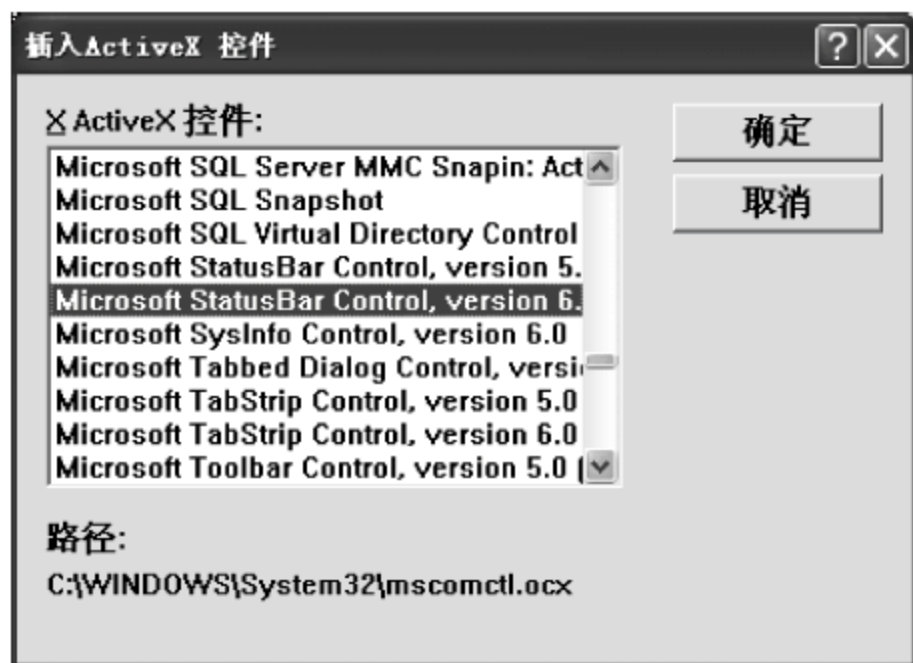 插入ActiveX 控件
X ActiveX 控件:
确定
取消
Microsoft SQL Server MMC Snapin: Act
Microsoft SQL Snapshot
Microsoft SQL Virtual Directory Control
Microsoft StatusBar Control, version 5.
Microsoft StatusBar Control, version 6.
Microsoft SysInfo Control, version 6.0
Microsoft Tabbed Dialog Control, versi
Microsoft TabStrip Control, version 5.0
Microsoft TabStrip Control, version 6.0
Microsoft Toolbar Control, version 5.0 (
路径:
C:\WINDOWS\System32\mscomctl.ocx